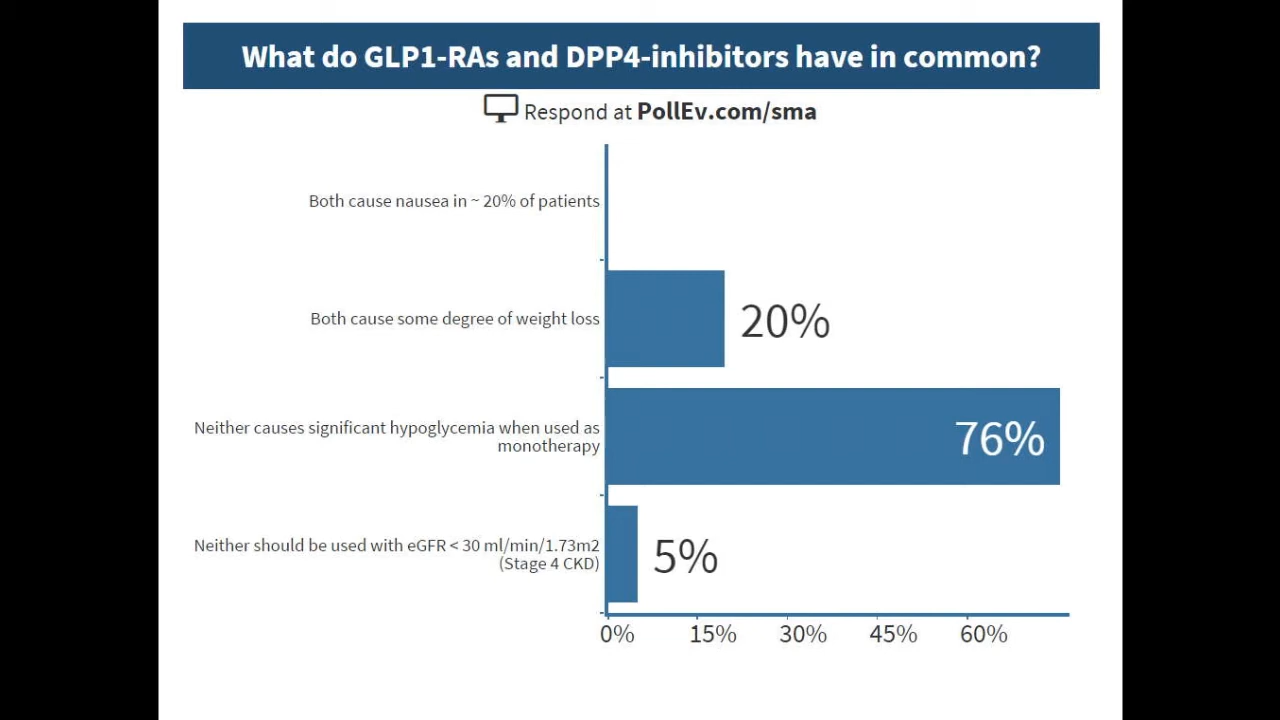 What do GLP1-RAs and DPP4-inhibitors have in common?
Respond at PollEv.com/sma
Both cause nausea in ~ 20% of patients
Both cause some degree of weight loss
20%
Neither causes significant hypoglycemia when used as
monotherapy
76%
Neither should be used with eGFR < 30 ml/min/1.73m2
(Stage 4 CKD)
5%
0% 15% 30% 45% 60%